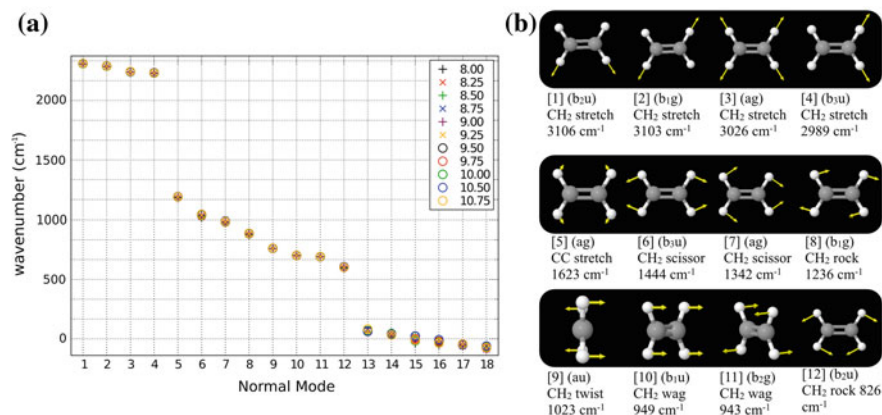 (a)
wavenumber (cm⁻¹)
2000
1500
1000
500
0
1 2 3 4 5 6 7 8 9 10 11 12 13 14 15 16 17 18
Normal Mode
8.00
8.25
8.50
8.75
9.00
9.25
9.50
9.75
10.00
10.50
10.75
(b)
[1] (b₂u)
CH₂ stretch
3106 cm⁻¹
[2] (b₁g)
CH₂ stretch
3103 cm⁻¹
[3] (ag)
CH₂ stretch
3026 cm⁻¹
[4] (b₃u)
CH₂ stretch
2989 cm⁻¹
[5] (ag)
CC stretch
1623 cm⁻¹
[6] (b₃u)
CH₂ scissor
1444 cm⁻¹
[7] (ag)
CH₂ scissor
1342 cm⁻¹
[8] (b₁g)
CH₂ rock
1236 cm⁻¹
[9] (au)
CH₂ twist
1023 cm⁻¹
[10] (b₁u)
CH₂ wag
949 cm⁻¹
[11] (b₂g)
CH₂ wag
943 cm⁻¹
[12] (b₂u)
CH₂ rock 826
cm⁻¹